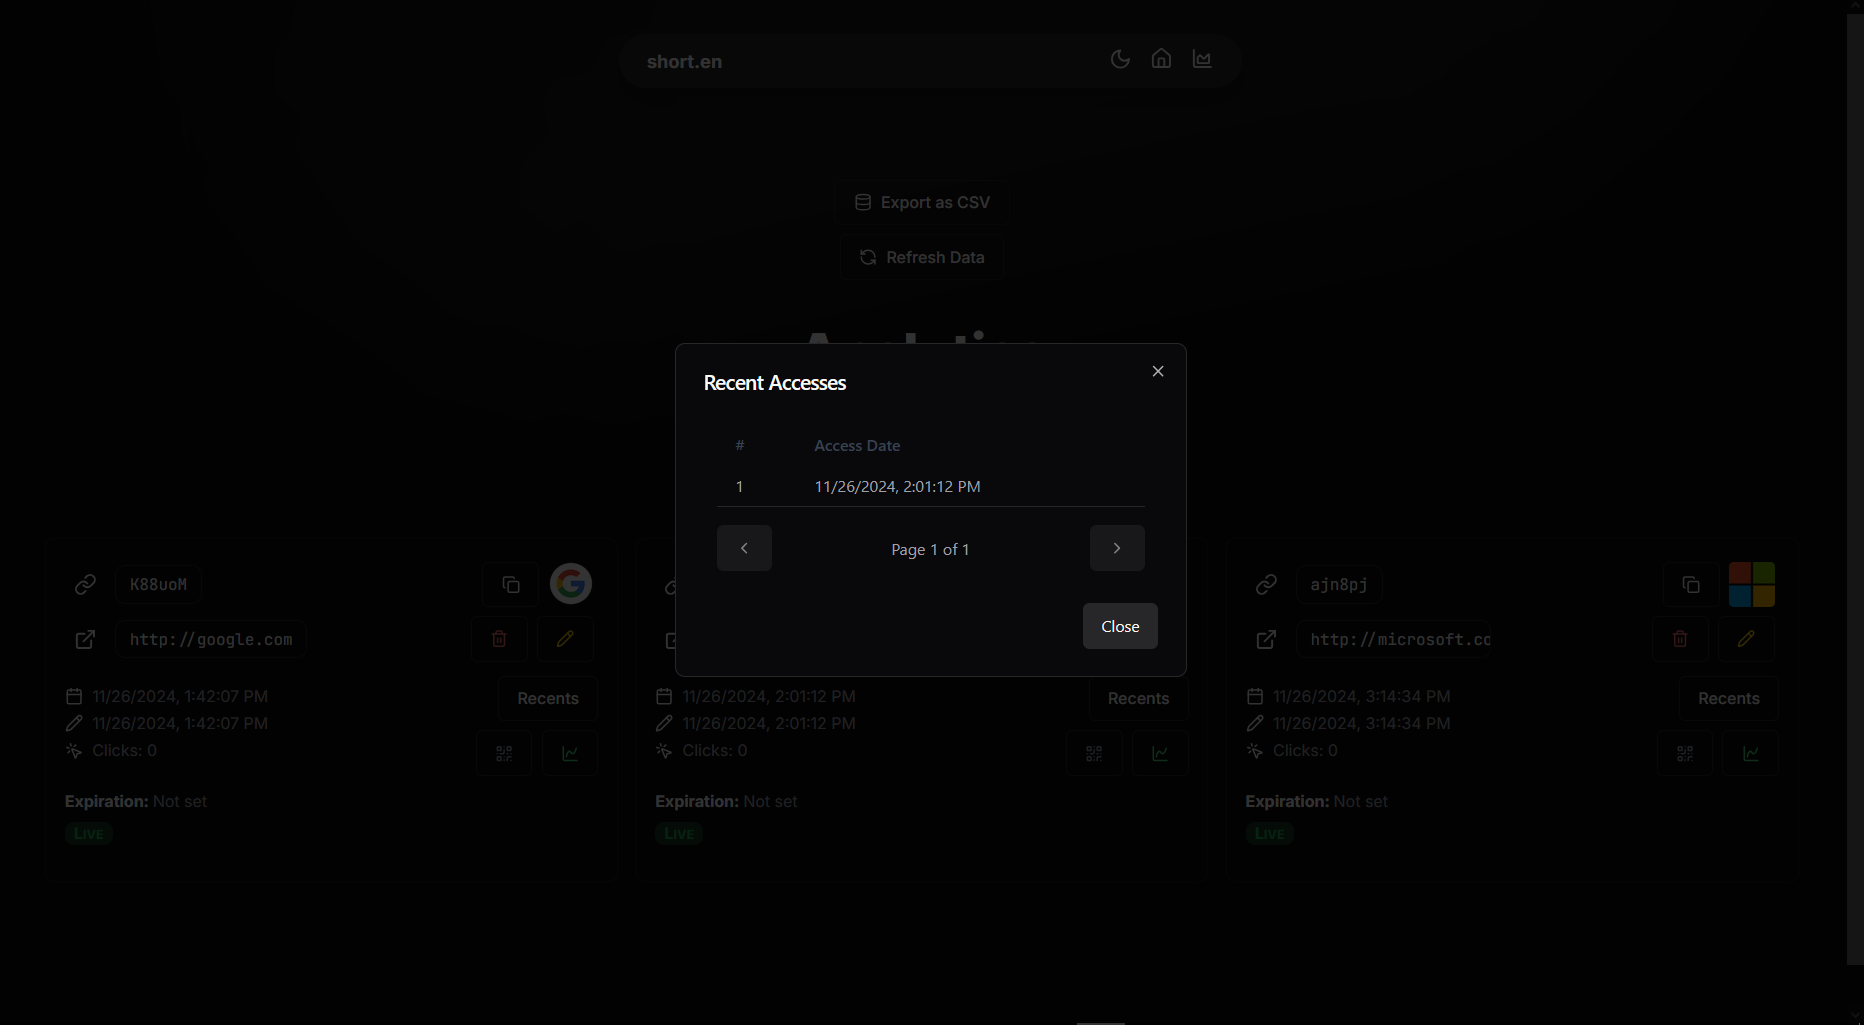 short.en
Export as CSV
Refresh Data
Recent Accesses
#
Access Date
1
11/26/2024, 2:01:12 PM
Page 1 of 1
Close
K88uoM
http://google.com
11/26/2024, 1:42:07 PM
11/26/2024, 1:42:07 PM
Clicks: 0
Recents
Expiration: Not set
LIVE
11/26/2024, 2:01:12 PM
11/26/2024, 2:01:12 PM
Clicks: 0
Recents
Expiration: Not set
LIVE
ajn8pj
http://microsoft.co
11/26/2024, 3:14:34 PM
11/26/2024, 3:14:34 PM
Clicks: 0
Recents
Expiration: Not set
LIVE